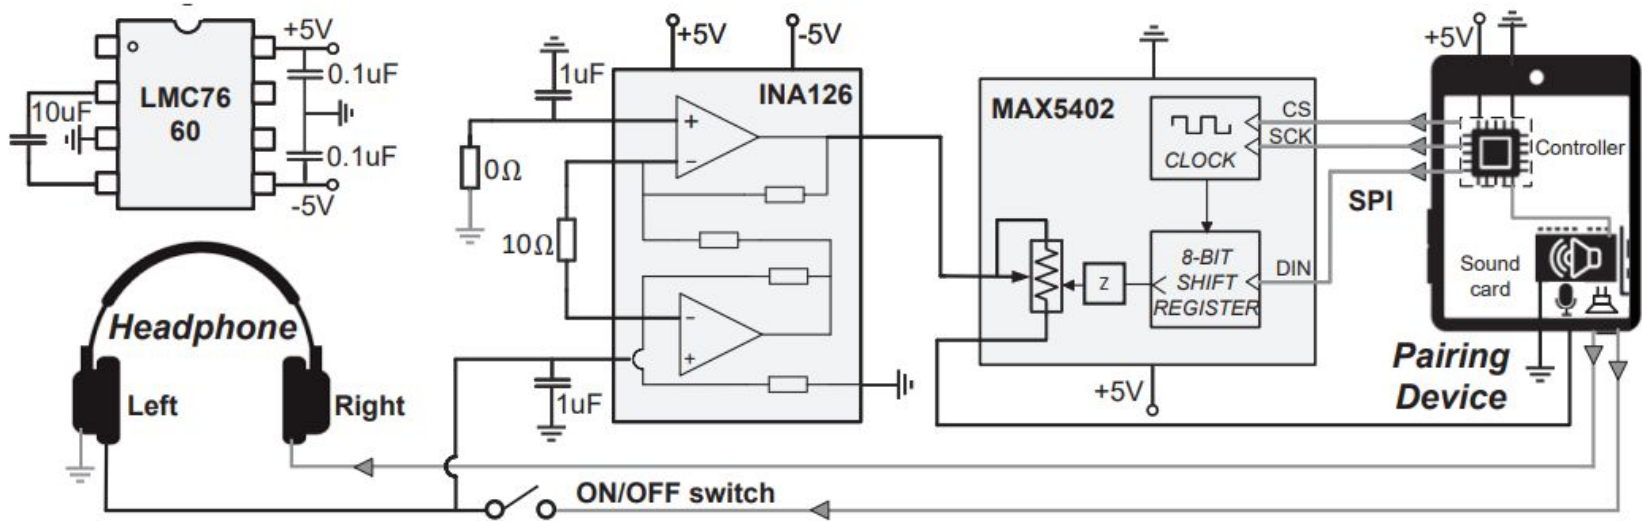 +5V
LMC76
60
0.1uF
10uF
0.1uF
-5V
Headphone
Left
Right
+5V
-5V
1uF
INA126
+
−
0Ω
10Ω
−
+
1uF
ON/OFF switch
MAX5402
CLOCK
CS
SCK
8-BIT
SHIFT
REGISTER
Z
DIN
+5V
SPI
+5V
Controller
Sound
card
Pairing
Device